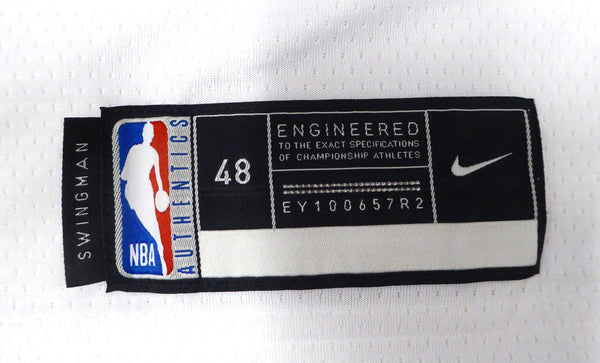 SWINGMAN
NBA
AUTHENTICS
48
ENGINEERED
TO THE EXACT SPECIFICATIONS
OF CHAMPIONSHIP ATHLETES
EY100657R2